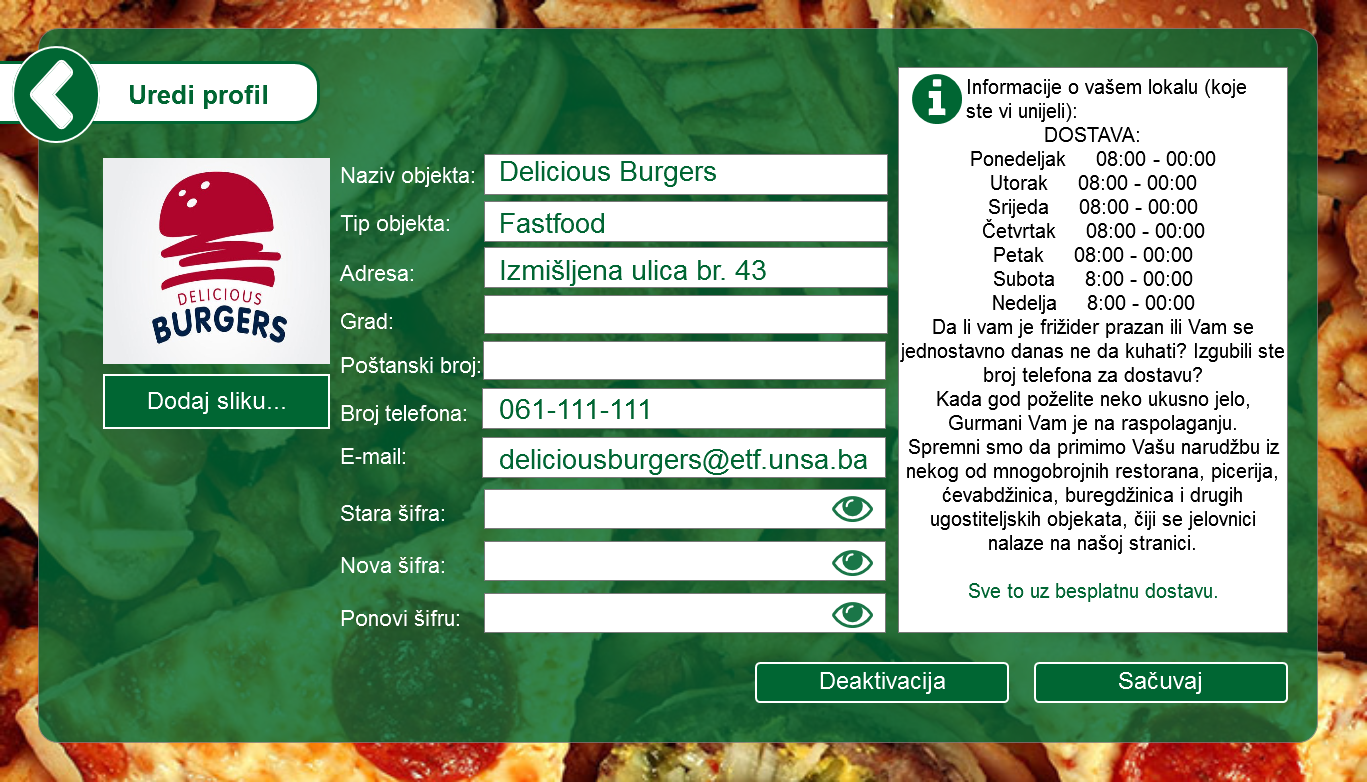 Uredi profil
DELICIOUS
BURGERS
Dodaj sliku...
Naziv objekta: Delicious Burgers
Tip objekta: Fastfood
Adresa: Izmišljena ulica br. 43
Grad:
Poštanski broj:
Broj telefona: 061-111-111
E-mail: deliciousburgers@etf.unsa.ba
Stara šifra:
Nova šifra:
Ponovi šifru:
Informacije o vašem lokalu (koje
ste vi unijeli):
DOSTAVA:
Ponedeljak 08:00 - 00:00
Utorak 08:00 - 00:00
Srijeda 08:00 - 00:00
Četvrtak 08:00 - 00:00
Petak 08:00 - 00:00
Subota 8:00 - 00:00
Nedelja 8:00 - 00:00
Da li vam je frižider prazan ili Vam se
jednostavno danas ne da kuhati? Izgubili ste
broj telefona za dostavu?
Kada god poželite neko ukusno jelo,
Gurmani Vam je na raspolaganju.
Spremni smo da primimo Vašu narudžbu iz
nekog od mnogobrojnih restorana, picerija,
ćevabdžinica, buregdžinica i drugih
ugostiteljskih objekata, čiji se jelovnici
nalaze na našoj stranici.
Sve to uz besplatnu dostavu.
Deaktivacija
Sačuvaj